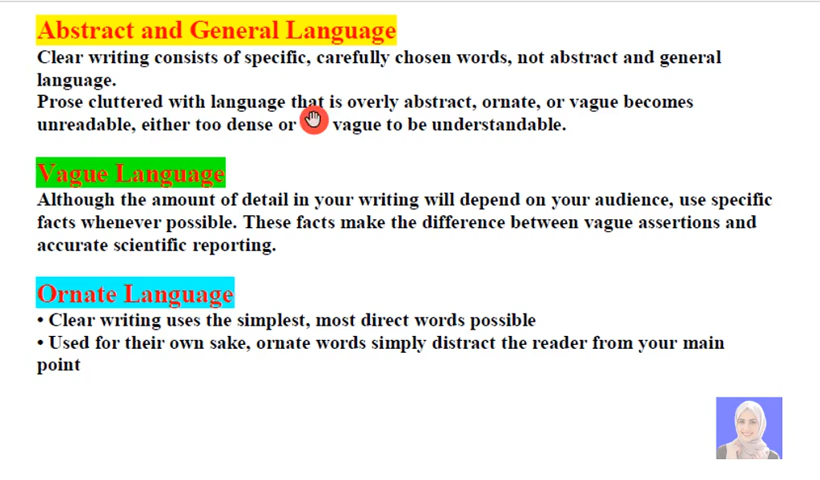 Abstract and General Language
Clear writing consists of specific, carefully chosen words, not abstract and general
language.
Prose cluttered with language that is overly abstract, ornate, or vague becomes
unreadable, either too dense or vague to be understandable.
Vague Language
Although the amount of detail in your writing will depend on your audience, use specific
facts whenever possible. These facts make the difference between vague assertions and
accurate scientific reporting.
Ornate Language
• Clear writing uses the simplest, most direct words possible
• Used for their own sake, ornate words simply distract the reader from your main
point